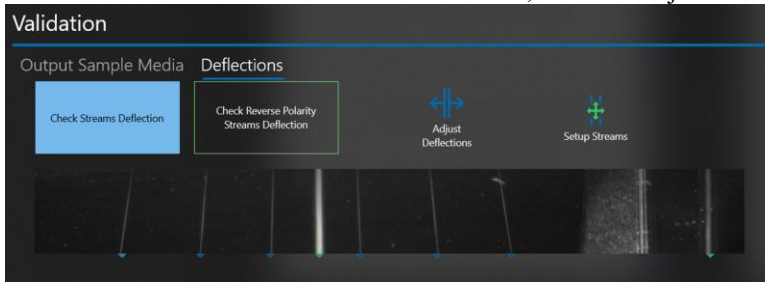 Validation
Output Sample Media Deflections
Check Streams Deflection
Check Reverse Polarity
Streams Deflection
Adjust
Deflections
Setup Streams